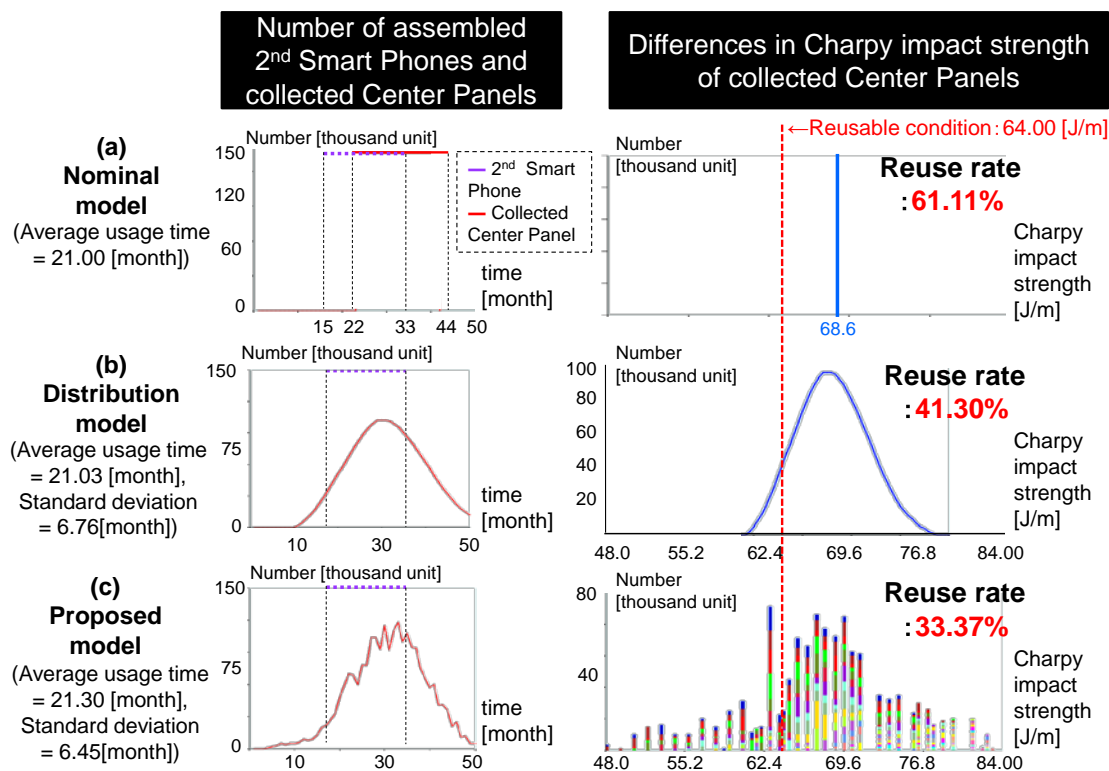 Number of assembled
2nd Smart Phones and
collected Center Panels
Differences in Charpy impact strength
of collected Center Panels
←Reusable condition:64.00 [J/m]
(a)
Nominal
model
(Average usage time
= 21.00 [month])
Number [thousand unit]
150
120
60
0
15 22 33 44 50
time
[month]
2nd Smart
Phone
Collected
Center Panel
Number
[thousand unit]
Reuse rate
:61.11%
Charpy
impact
strength
[J/m]
68.6
(b)
Distribution
model
(Average usage time
= 21.03 [month],
Standard deviation
= 6.76[month])
Number [thousand unit]
150
75
0
10 30 50
time
[month]
Number
[thousand unit]
100
80
60
40
20
48.0 55.2 62.4 69.6 76.8 84.00
Reuse rate
:41.30%
Charpy
impact
strength
[J/m]
(c)
Proposed
model
(Average usage time
= 21.30 [month],
Standard deviation
= 6.45[month])
Number [thousand unit]
150
75
0
10 30 50
time
[month]
Number
[thousand unit]
80
40
48.0 55.2 62.4 69.6 76.8 84.00
Reuse rate
:33.37%
Charpy
impact
strength
[J/m]